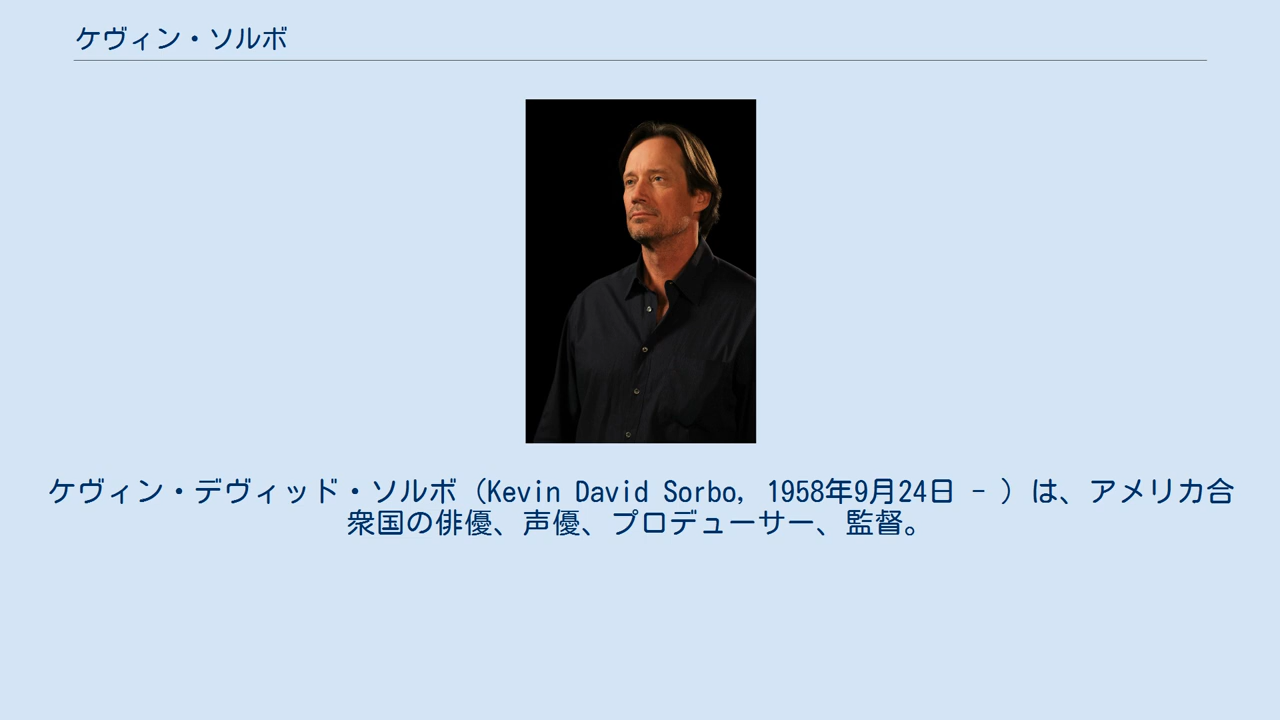 ケヴィン・ソルボ
ケヴィン・デヴィッド・ソルボ（Kevin David Sorbo, 1958年9月24日 - ）は、アメリカ合
衆国の俳優、声優、プロデューサー、監督。